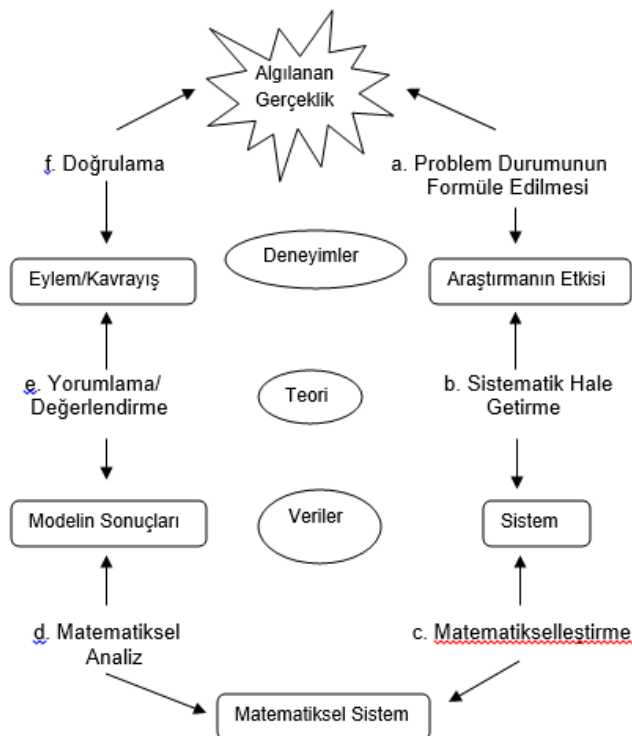 Algılanan
Gerçeklik
f. Doğrulama
a. Problem Durumunun
Formüle Edilmesi
Deneyimler
Eylem/Kavrayış
Araştırmanın Etkisi
e. Yorumlama/
Değerlendirme
Teori
b. Sistematik Hale
Getirme
Modelin Sonuçları
Veriler
Sistem
d. Matematiksel
Analiz
c. Matematikselleştirme
Matematiksel Sistem